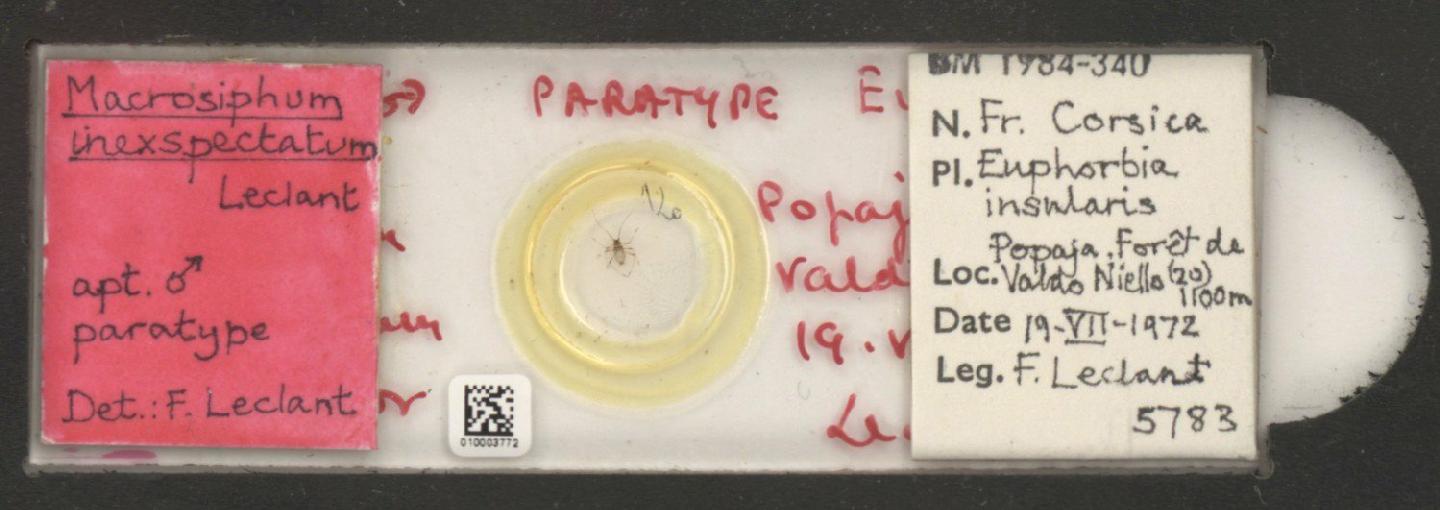 Macrosiphum
inexspectatum
Leclant
apt. ♂
paratype
Det.: F. Leclant
PARATYPE
Popaj
Vald
19. V
Le
010003772
BM 1984-340
N. Fr. Corsica
Pl. Euphorbia
insularis
Popaja. Forêt de
Loc. Valdo Niello (20)
1100m
Date 19-VII-1972
Leg. F. Leclant
5783